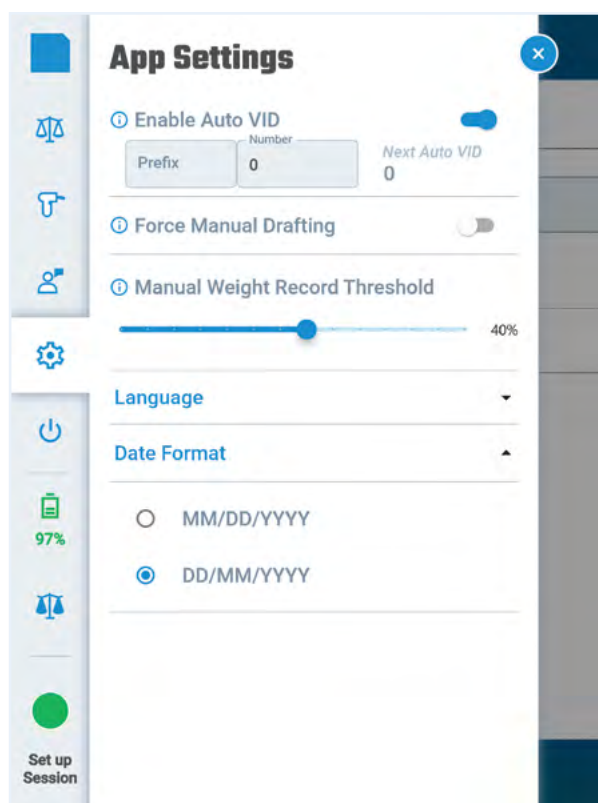 App Settings
Enable Auto VID
Number
Prefix
0
Next Auto VID
0
Force Manual Drafting
Manual Weight Record Threshold
40%
Language
Date Format
MM/DD/YYYY
DD/MM/YYYY
97%
Set up
Session